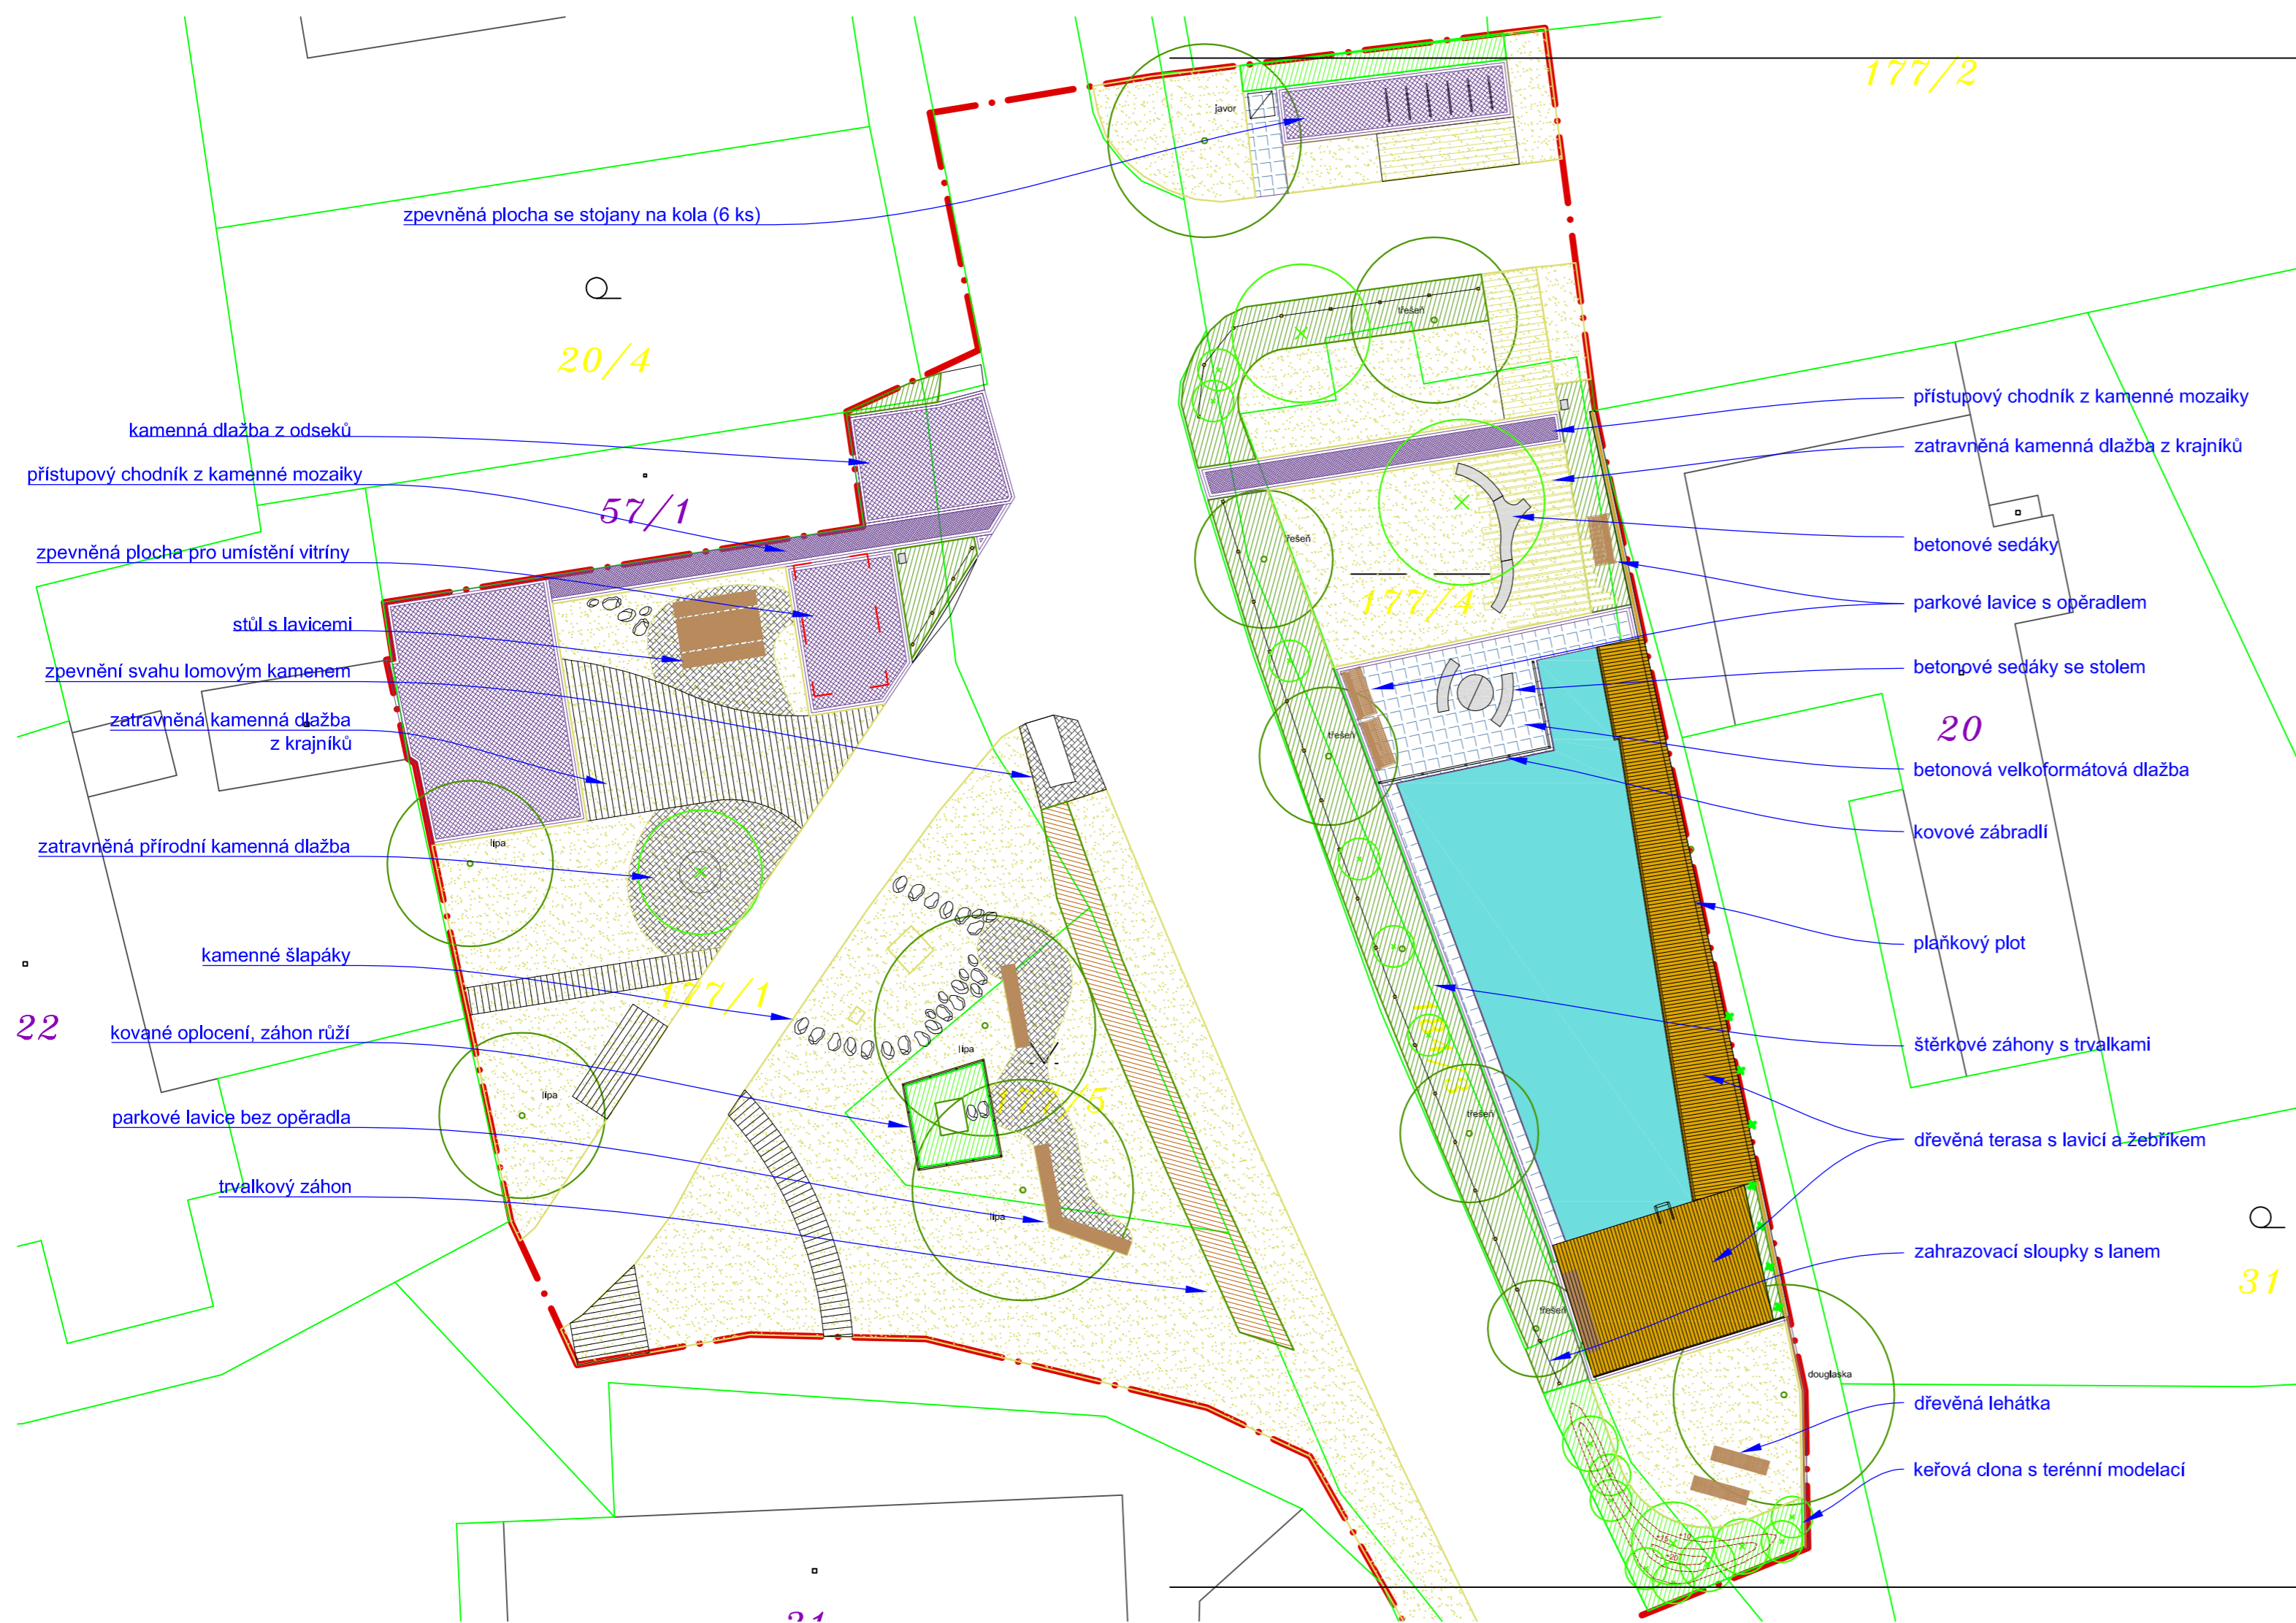 177/2
javor
zpevněná plocha se stojany na kola (6 ks)
20/4
třešeň
přístupový chodník z kamenné mozaiky
kamenná dlažba z odseků
zatravněná kamenná dlažba z krajníků
přístupový chodník z kamenné mozaiky
57/1
třešeň
betonové sedáky
zpevněná plocha pro umístění vitríny
177/4
parkové lavice s opěradlem
stůl s lavicemi
zpevnění svahu lomovým kamenem
betonové sedáky se stolem
zatravněná kamenná dlažba
z krajníků
20
třešeň
betonová velkoformátová dlažba
kovové zábradlí
zatravněná přírodní kamenná dlažba
lípa
plaňkový plot
kamenné šlapáky
177/1
22
kované oplocení, záhon růží
štěrkové záhony s trvalkami
lípa
lípa
177/5
parkové lavice bez opěradla
třešeň
dřevěná terasa s lavicí a žebříkem
trvalkový záhon
lípa
zahrazovací sloupky s lanem
31
třešeň
douglaska
dřevěná lehátka
keřová clona s terénní modelací
+15
+10
+20
21